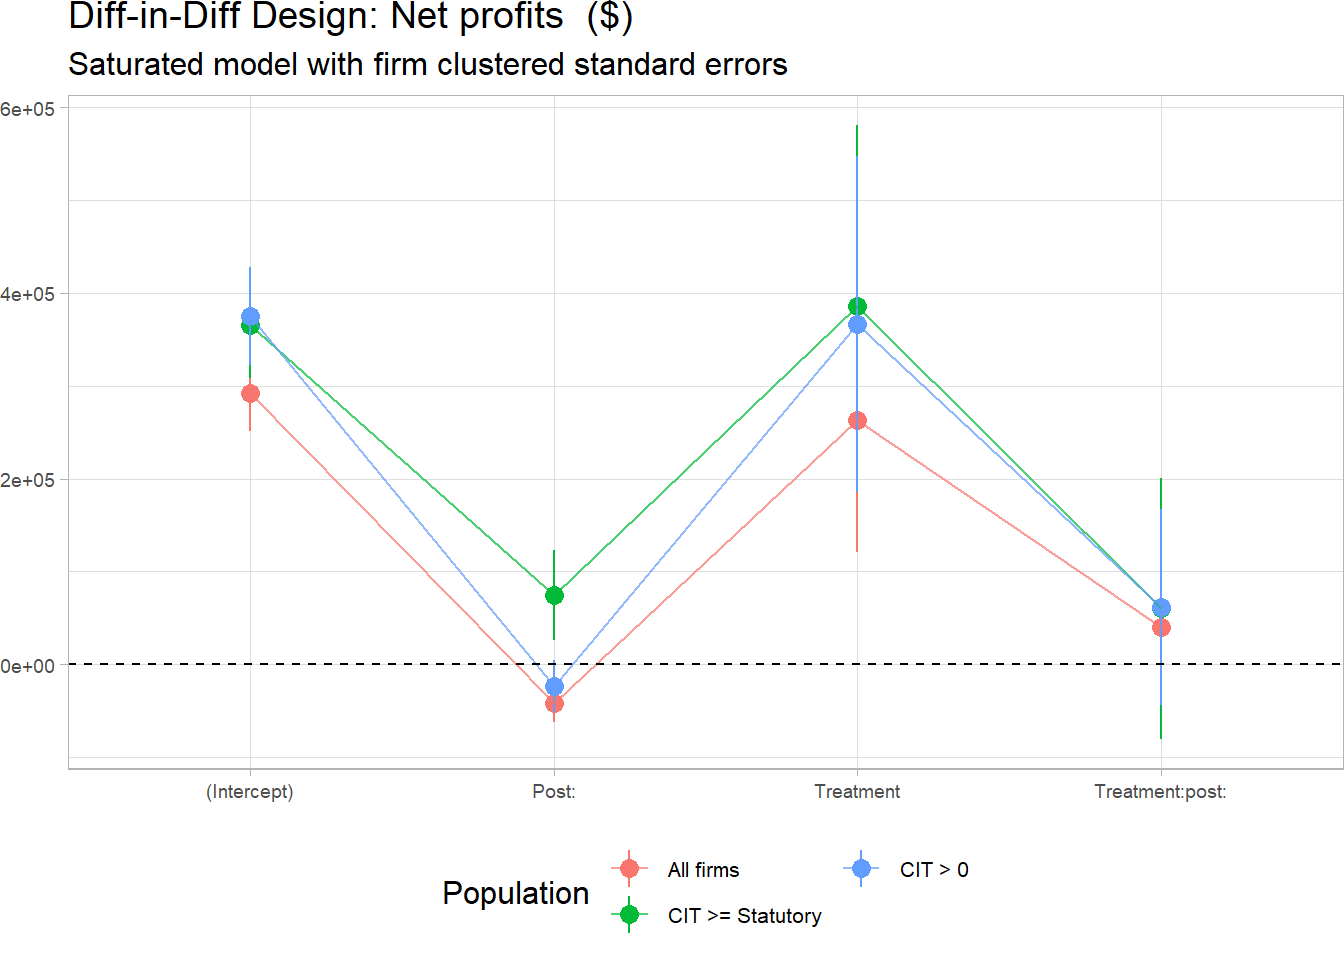 Diff-in-Diff Design: Net profits  ($)
Saturated model with firm clustered standard errors
6e+05
4e+05
2e+05
0e+00
(Intercept)
Post:
Treatment
Treatment:post:
Population
All firms
CIT > 0
CIT >= Statutory